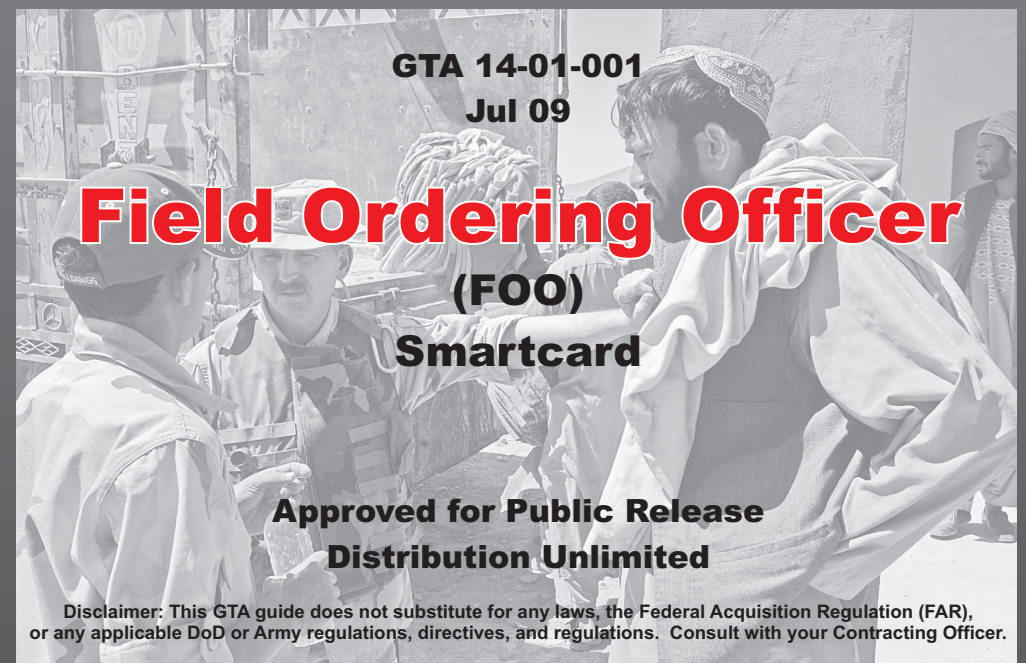 GTA 14-01-001
Jul 09
Field Ordering Officer
(FOO)
Smartcard
Approved for Public Release
Distribution Unlimited
Disclaimer: This GTA guide does not substitute for any laws, the Federal Acquisition Regulation (FAR),
or any applicable DoD or Army regulations, directives, and regulations.  Consult with your Contracting Officer.